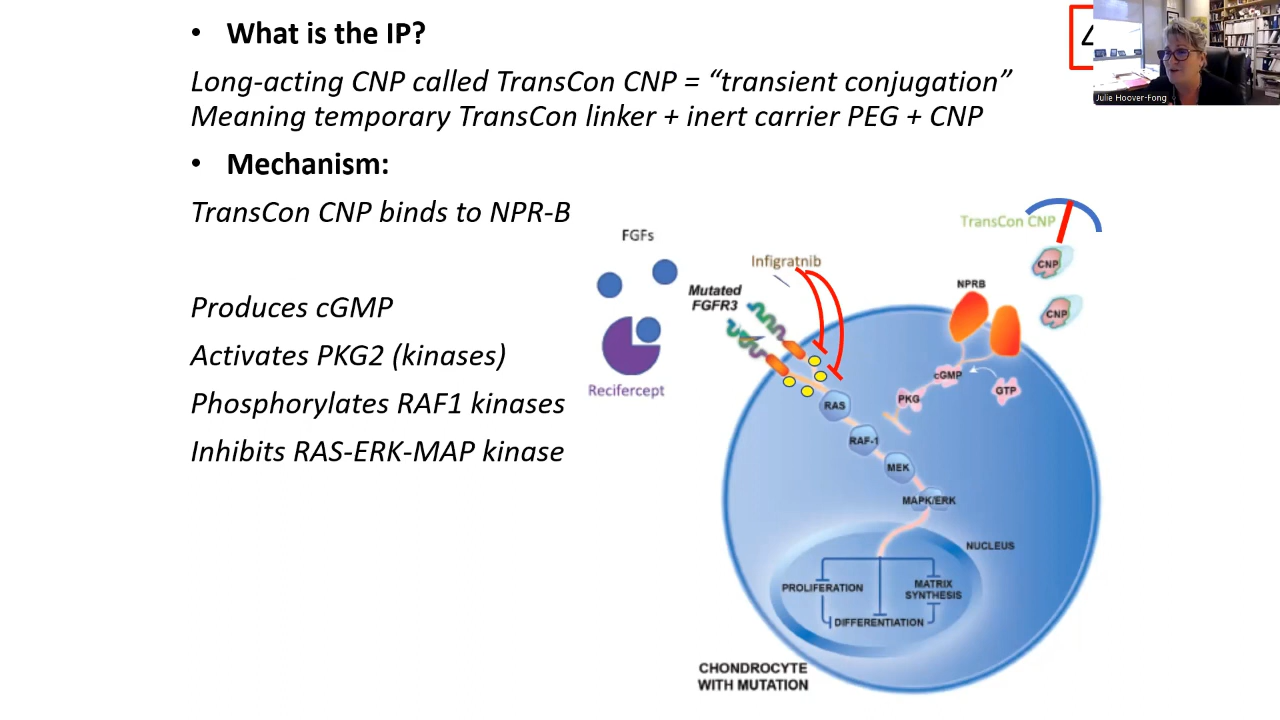 • What is the IP?
Long-acting CNP called TransCon CNP = “transient conjugation”
Meaning temporary TransCon linker + inert carrier PEG + CNP
• Mechanism:
TransCon CNP binds to NPR-B
Produces cGMP
Activates PKG2 (kinases)
Phosphorylates RAF1 kinases
Inhibits RAS-ERK-MAP kinase
Julie Hoover-Fong
FGFs
Recifercept
Infigratnib
Mutated
FGFR3
TransCon CNP
CNP
CNP
NPRB
cGMP
GTP
PKG
RAS
RAF-1
MEK
MAPK/ERK
NUCLEUS
PROLIFERATION
MATRIX
SYNTHESIS
DIFFERENTIATION
CHONDROCYTE
WITH MUTATION